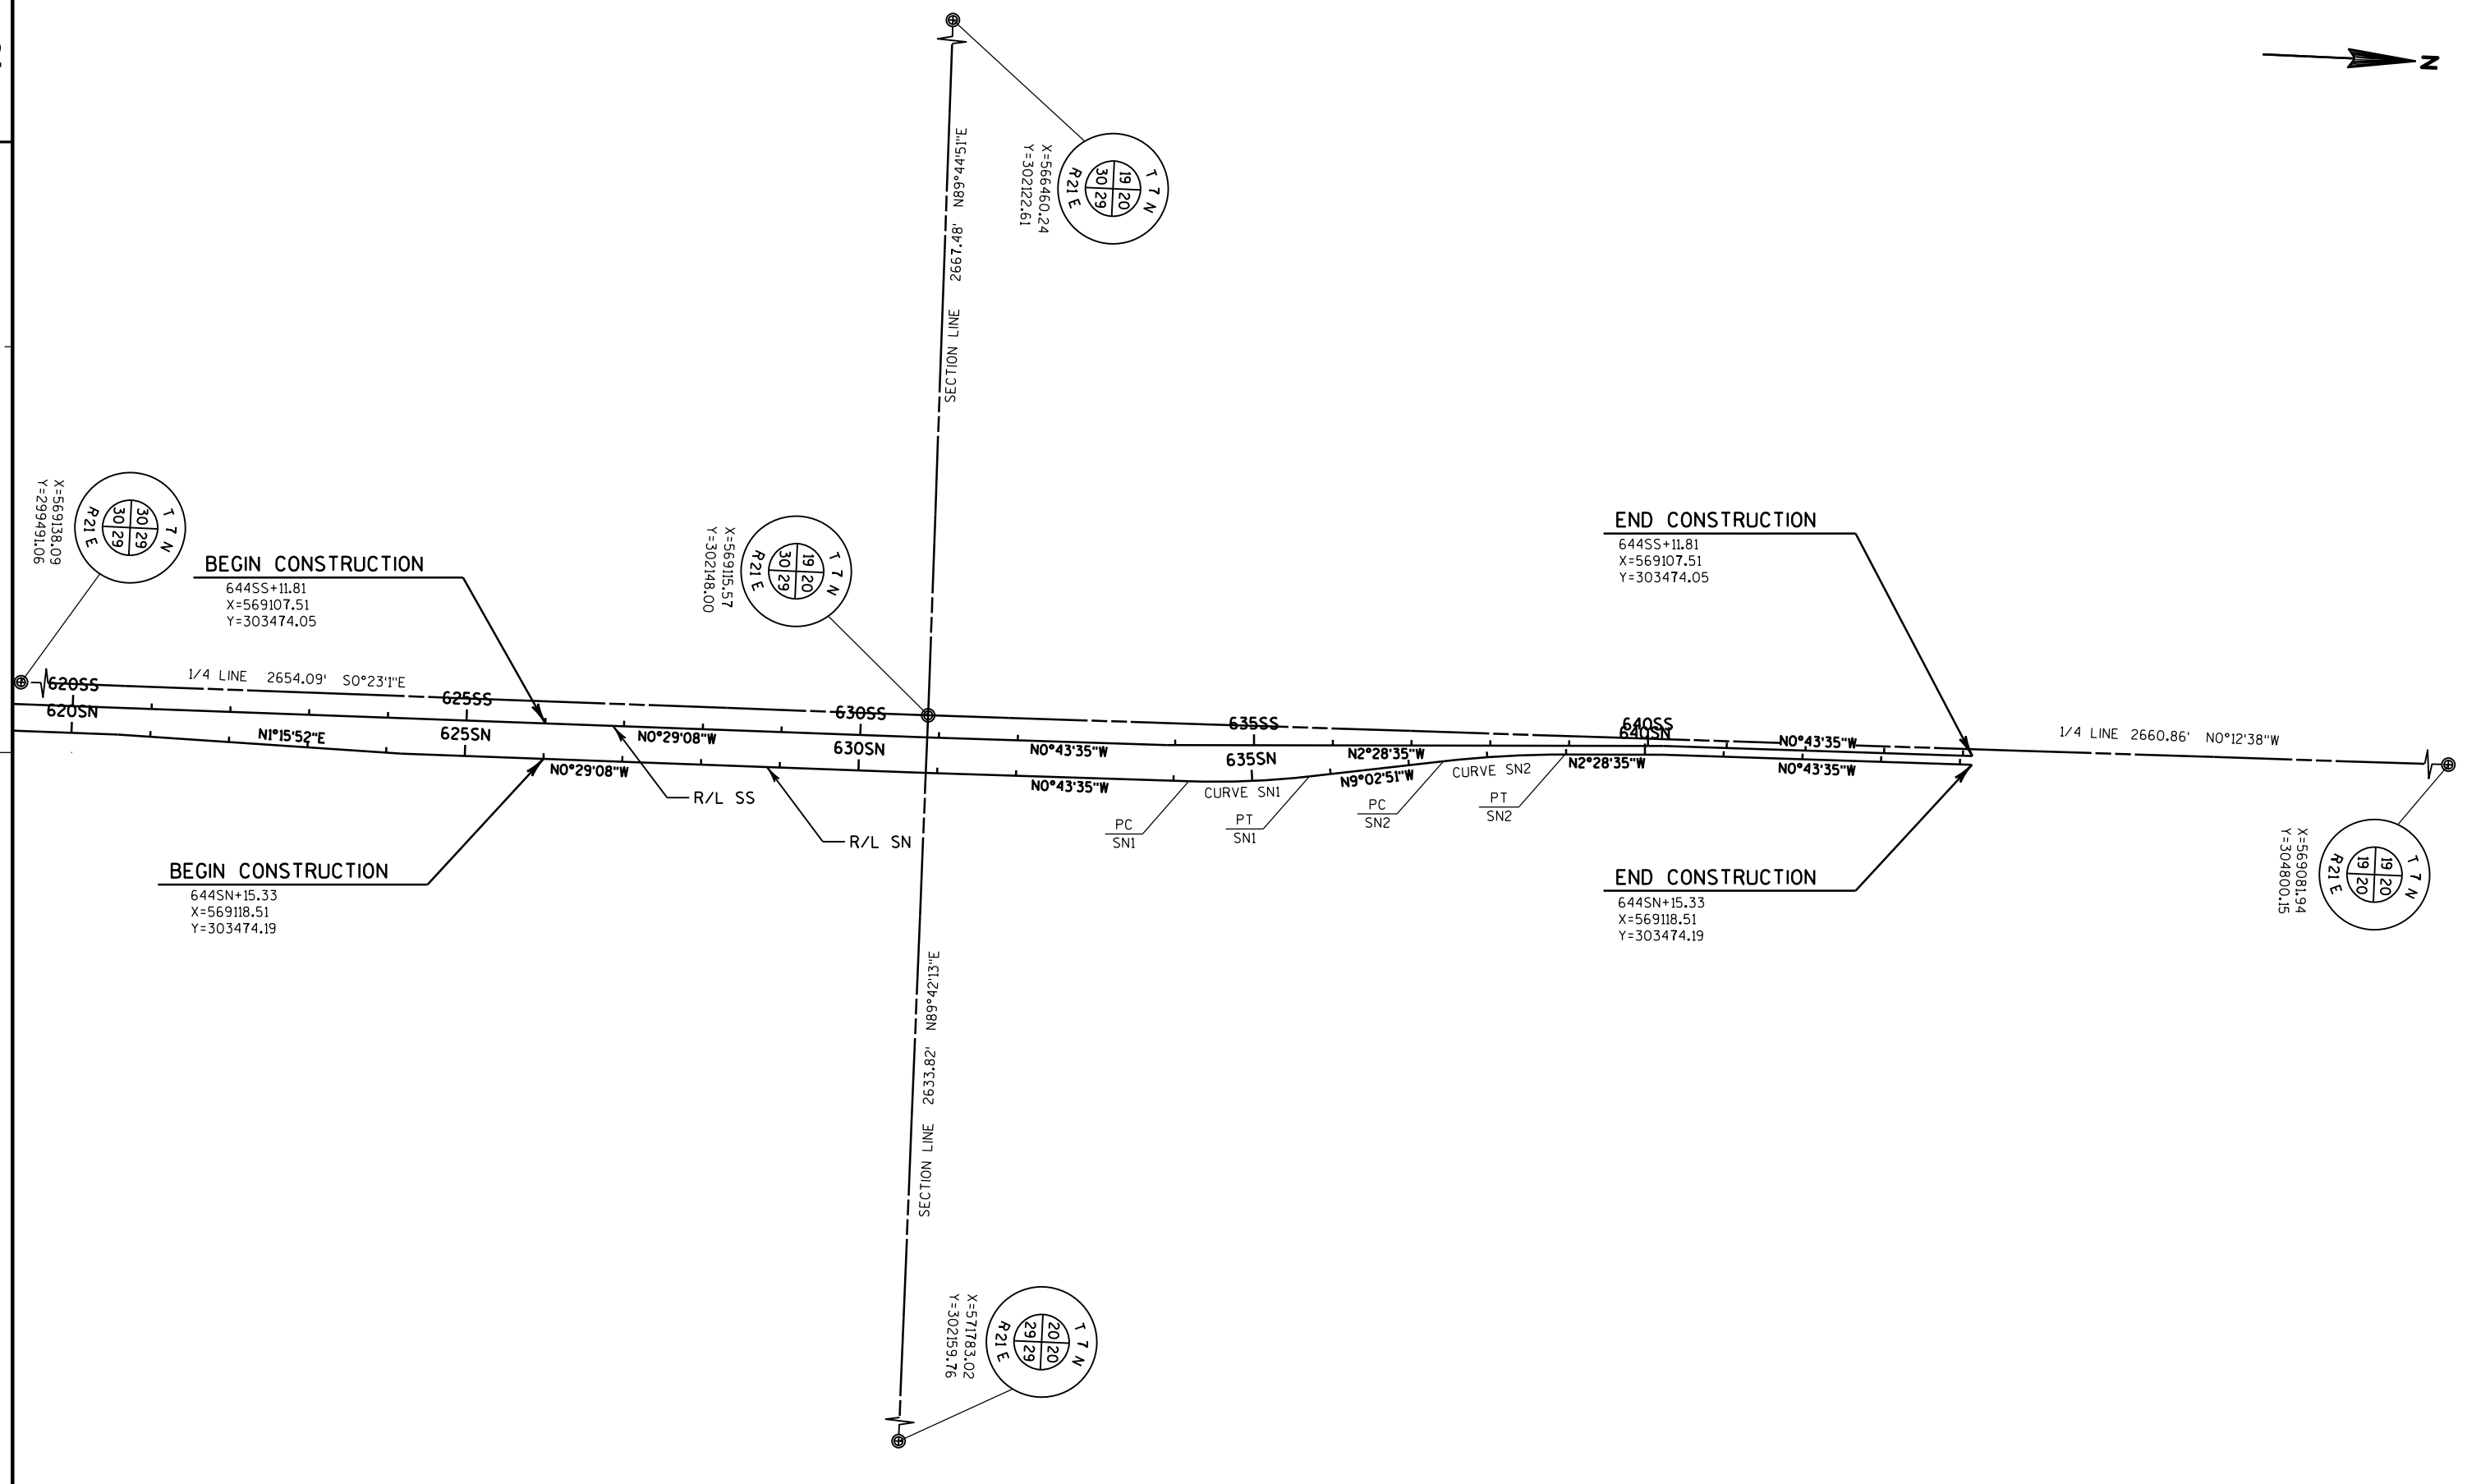 N
SECTION LINE 2667.48' N89°44'51"E
X=566460.24
Y=302122.61
T 7 N
19 20
30 29
R21E
X=569138.09
Y=299491.06
T 7 N
30 29
30 29
R21E
BEGIN CONSTRUCTION
644SS+11.81
X=569107.51
Y=303474.05
X=569115.57
Y=302148.00
T 7 N
19 20
30 29
R21E
END CONSTRUCTION
644SS+11.81
X=569107.51
Y=303474.05
1/4 LINE 2654.09' S0°23'1"E
620SS
625SS
630SS
635SS
640SS
620SN
625SN
630SN
635SN
640SN
N1°15'52"E
N0°29'08"W
N0°43'35"W
N2°28'35"W
N0°43'35"W
1/4 LINE 2660.86' N0°12'38"W
N0°29'08"W
N0°43'35"W
CURVE SN1
N9°02'51"W
CURVE SN2
N2°28'35"W
N0°43'35"W
R/L SS
R/L SN
PC
SN1
PT
SN1
PC
SN2
PT
SN2
BEGIN CONSTRUCTION
644SN+15.33
X=569118.51
Y=303474.19
END CONSTRUCTION
644SN+15.33
X=569118.51
Y=303474.19
X=569081.94
Y=304800.15
T 7 N
19 20
19 20
R21E
SECTION LINE 2633.82' N89°42'13"E
X=571783.02
Y=302159.76
T 7 N
20 20
29 29
R21E